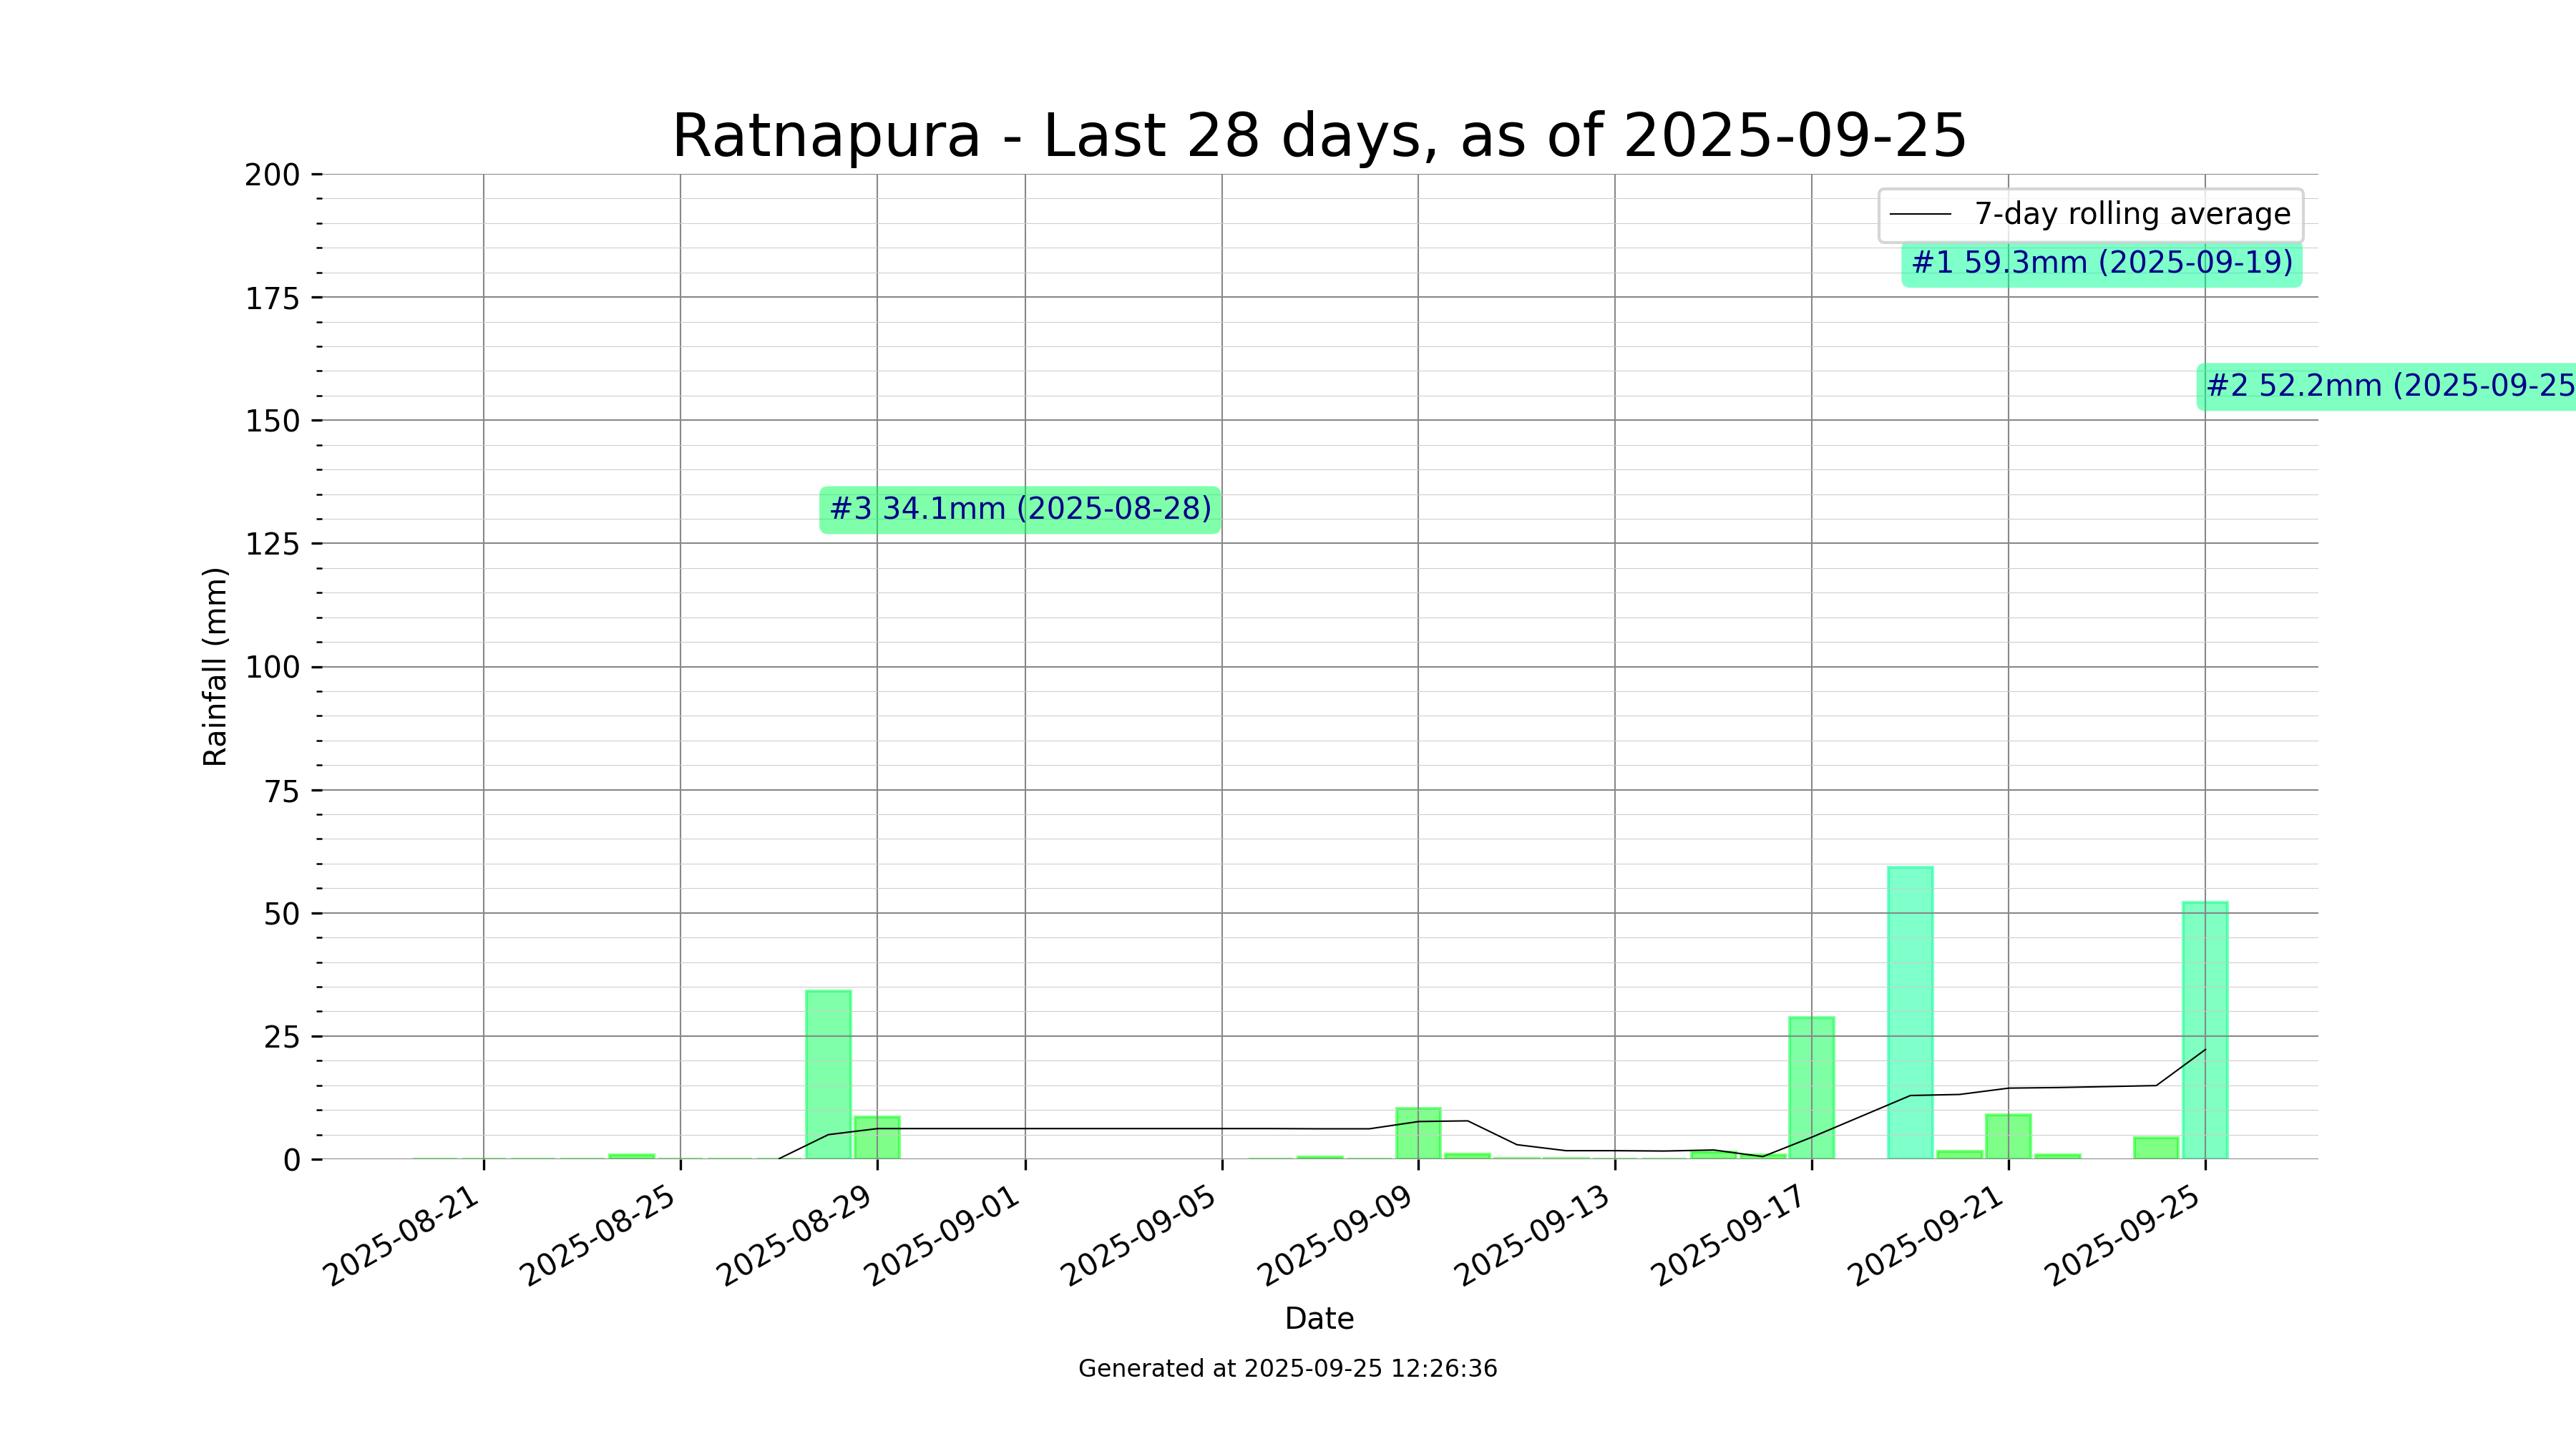 Ratnapura - Last 28 days, as of 2025-09-25
7-day rolling average
#1 59.3mm (2025-09-19)
#2 52.2mm (2025-09-25
#3 34.1mm (2025-08-28)
Rainfall (mm)
200
175
150
125
100
75
50
25
0
2025-08-21
2025-08-25
2025-08-29
2025-09-01
2025-09-05
2025-09-09
2025-09-13
2025-09-17
2025-09-21
2025-09-25
Date
Generated at 2025-09-25 12:26:36